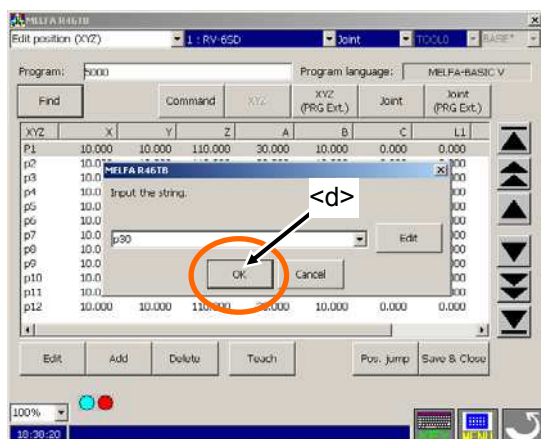 MELFA R46TB
Edit position (XYZ) 1 : RV-6SD Joint TOOL0 BASE*
Program: 5000 Program language: MELFA-BASIC V
Find Command XYZ XYZ (PRG Ext.) Joint Joint (PRG Ext.)
XYZ X Y Z A B C L1
P1 10.000 10.000 110.000 30.000 10.000 0.000 0.000
p2
p3
p4
p5
p6
p7
p8
p9
p10
p11
p12 10.000 10.000 110.000 30.000 10.000 0.000 0.000
MELFA R46TB
Input the string.
<d>
p30 Edit
OK Cancel
Edit Add Delete Teach Pos. jump Save & Close
100%
18:38:20